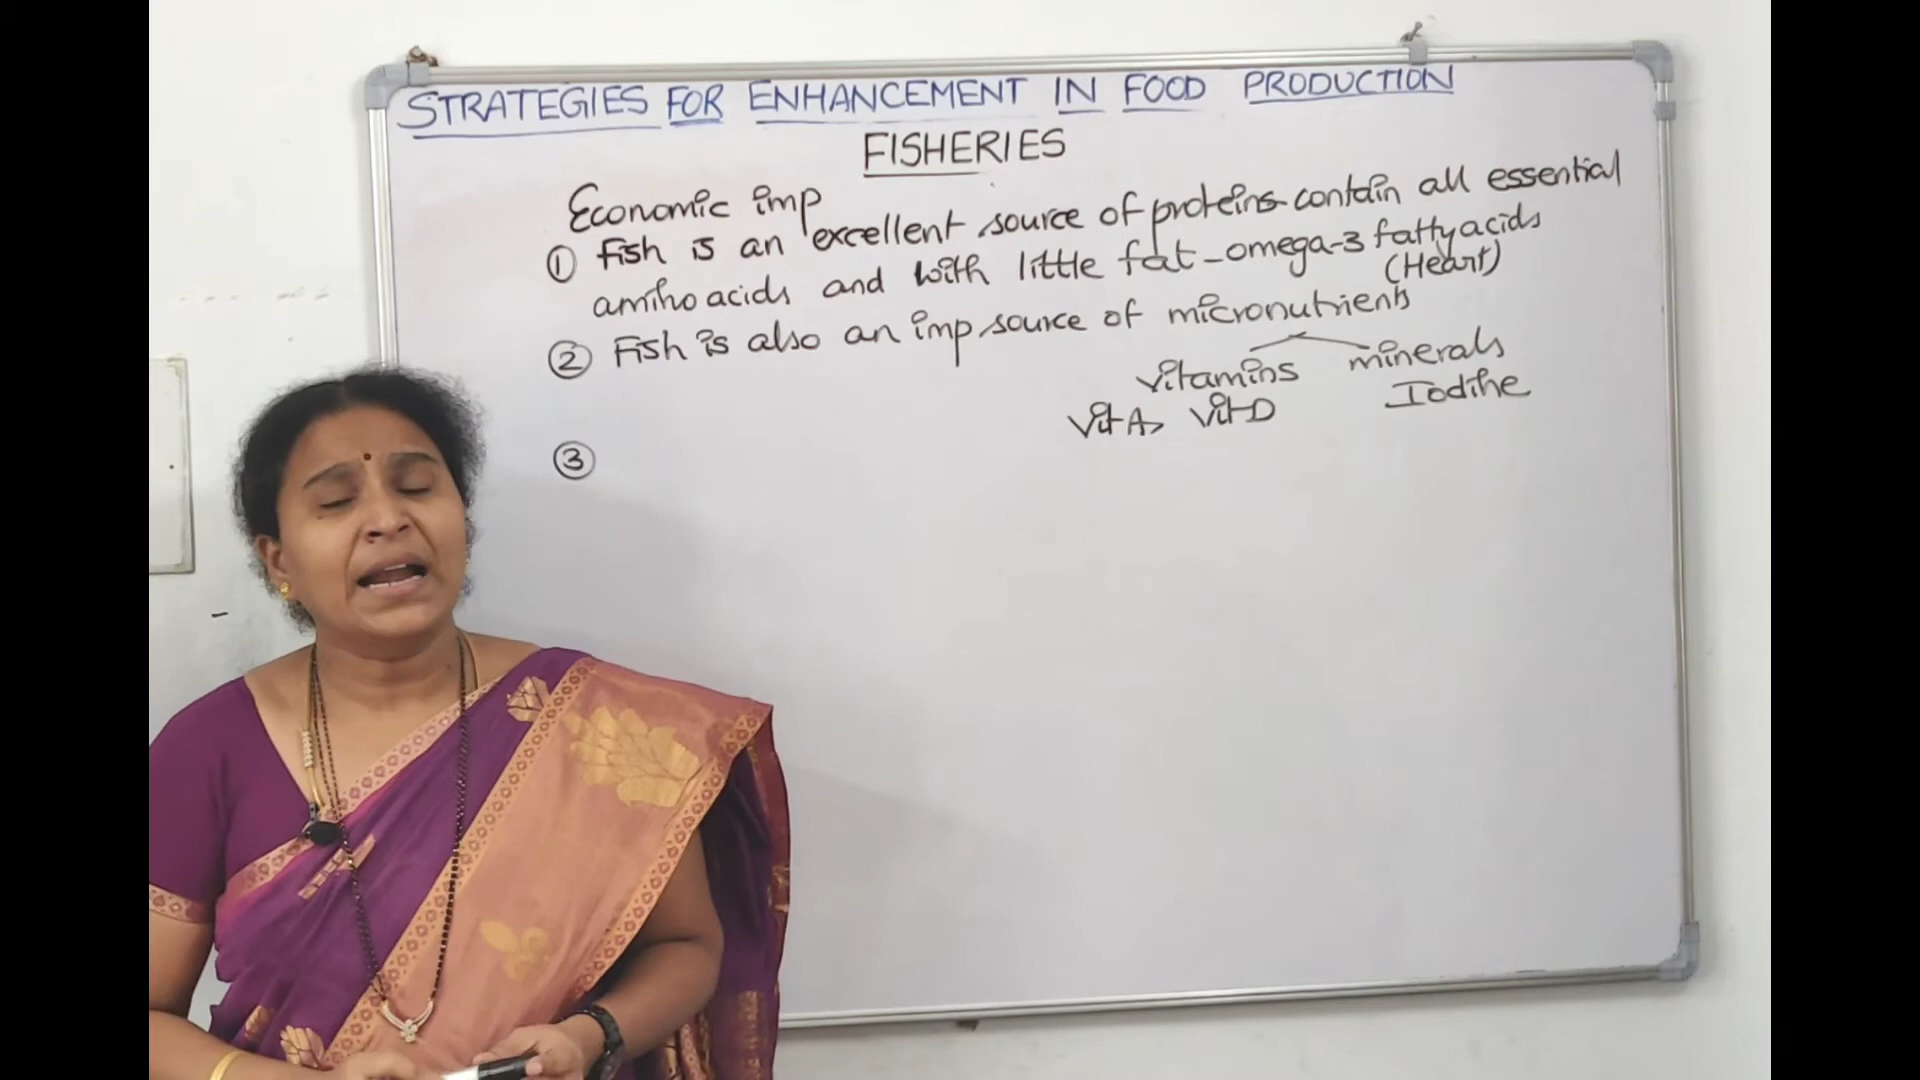 STRATEGIES FOR ENHANCEMENT IN FOOD PRODUCTION
FISHERIES
Economic imp
① Fish is an excellent source of proteins-contain all essential
amino acids and with little fat-omega-3 fatty acids
(Heart)
② Fish is also an imp source of micronutrients
vitamins minerals
Vit A, Vit D Iodine
③